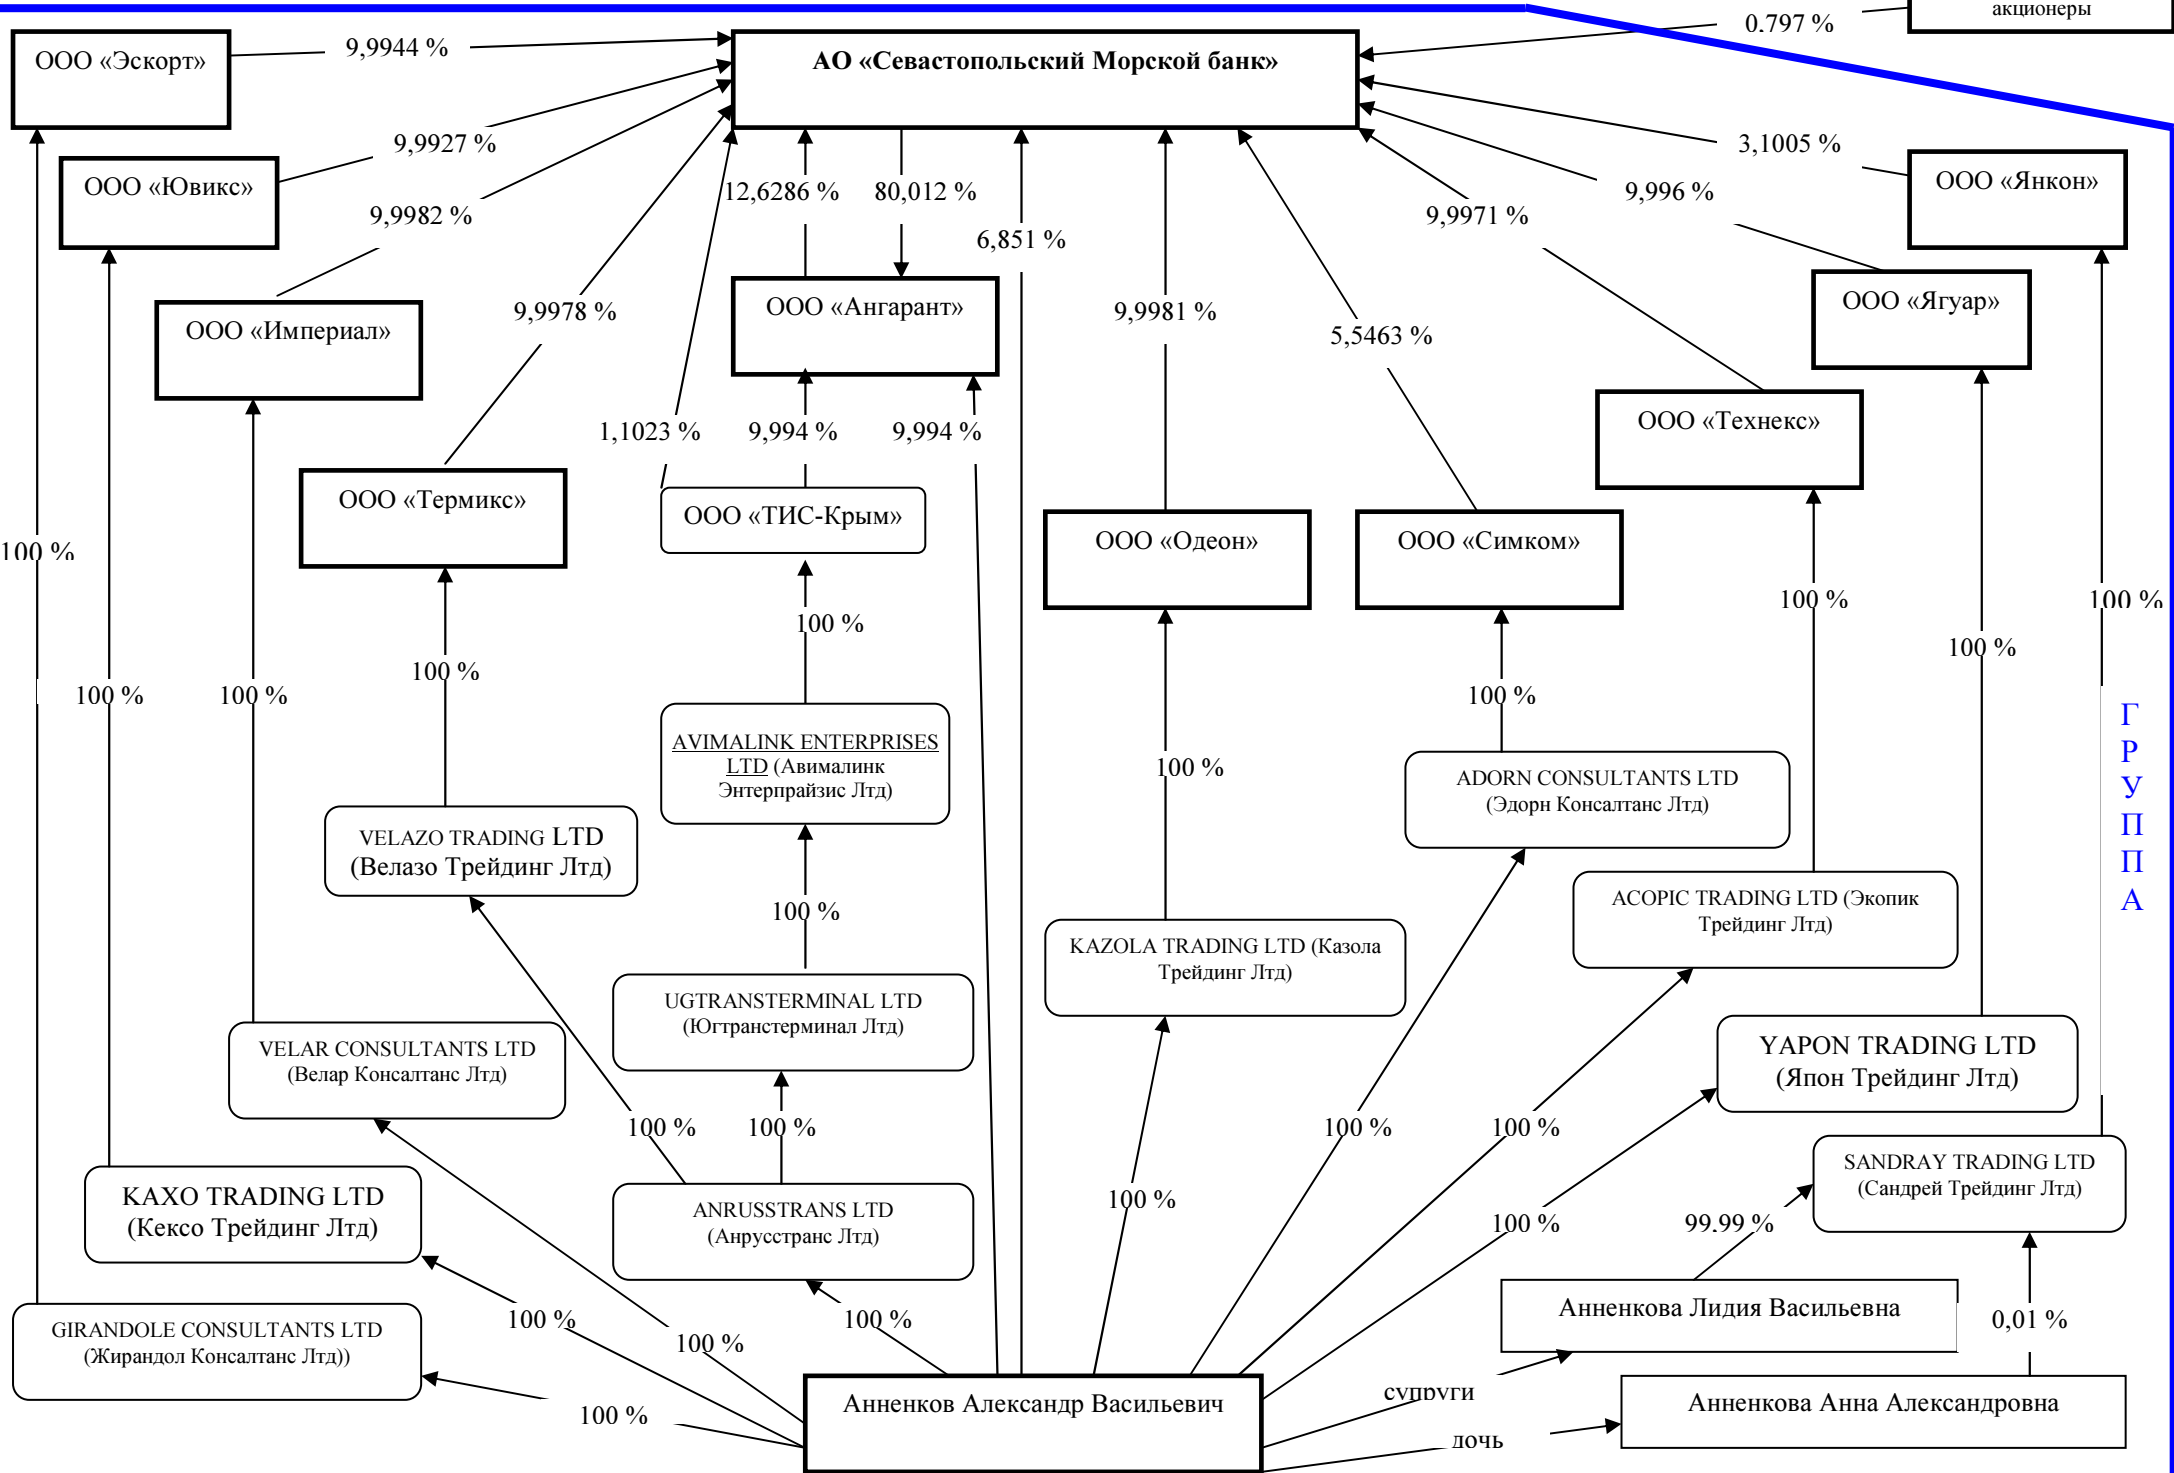 акционеры
0,797 %
ООО «Эскорт»
9,9944 %
АО «Севастопольский Морской банк»
9,9927 %
3,1005 %
ООО «Ювикс»
12,6286 %
80,012 %
9,996 %
ООО «Янкон»
9,9982 %
6,851 %
9,9971 %
ООО «Империал»
9,9978 %
ООО «Ангарант»
9,9981 %
5,5463 %
ООО «Ягуар»
1,1023 %
9,994 %
9,994 %
ООО «Технекс»
ООО «Термикс»
ООО «ТИС-Крым»
ООО «Одеон»
ООО «Симком»
100 %
100 %
100 %
100 %
100 %
100 %
100 %
100 %
100 %
100 %
100 %
Г
Р
У
П
П
А
AVIMALINK ENTERPRISES
LTD (Авималинк
Энтерпрайзис Лтд)
ADORN CONSULTANTS LTD
(Эдорн Консалтанс Лтд)
VELAZO TRADING LTD
(Велазо Трейдинг Лтд)
100 %
ACOPIC TRADING LTD (Экопик
Трейдинг Лтд)
KAZOLA TRADING LTD (Казола
Трейдинг Лтд)
UGTRANSTERMINAL LTD
(Югтранстерминал Лтд)
VELAR CONSULTANTS LTD
(Велар Консалтанс Лтд)
YAPON TRADING LTD
(Япон Трейдинг Лтд)
100 %
100 %
100 %
100 %
SANDRAY TRADING LTD
(Сандрей Трейдинг Лтд)
KAXO TRADING LTD
(Кексо Трейдинг Лтд)
ANRUSSTRANS LTD
(Анрусстранс Лтд)
100 %
100 %
99,99 %
GIRANDOLE CONSULTANTS LTD
(Жирандол Консалтанс Лтд))
100 %
100 %
100 %
Анненкова Лидия Васильевна
0,01 %
100 %
Анненков Александр Васильевич
супруги
Анненкова Анна Александровна
дочь